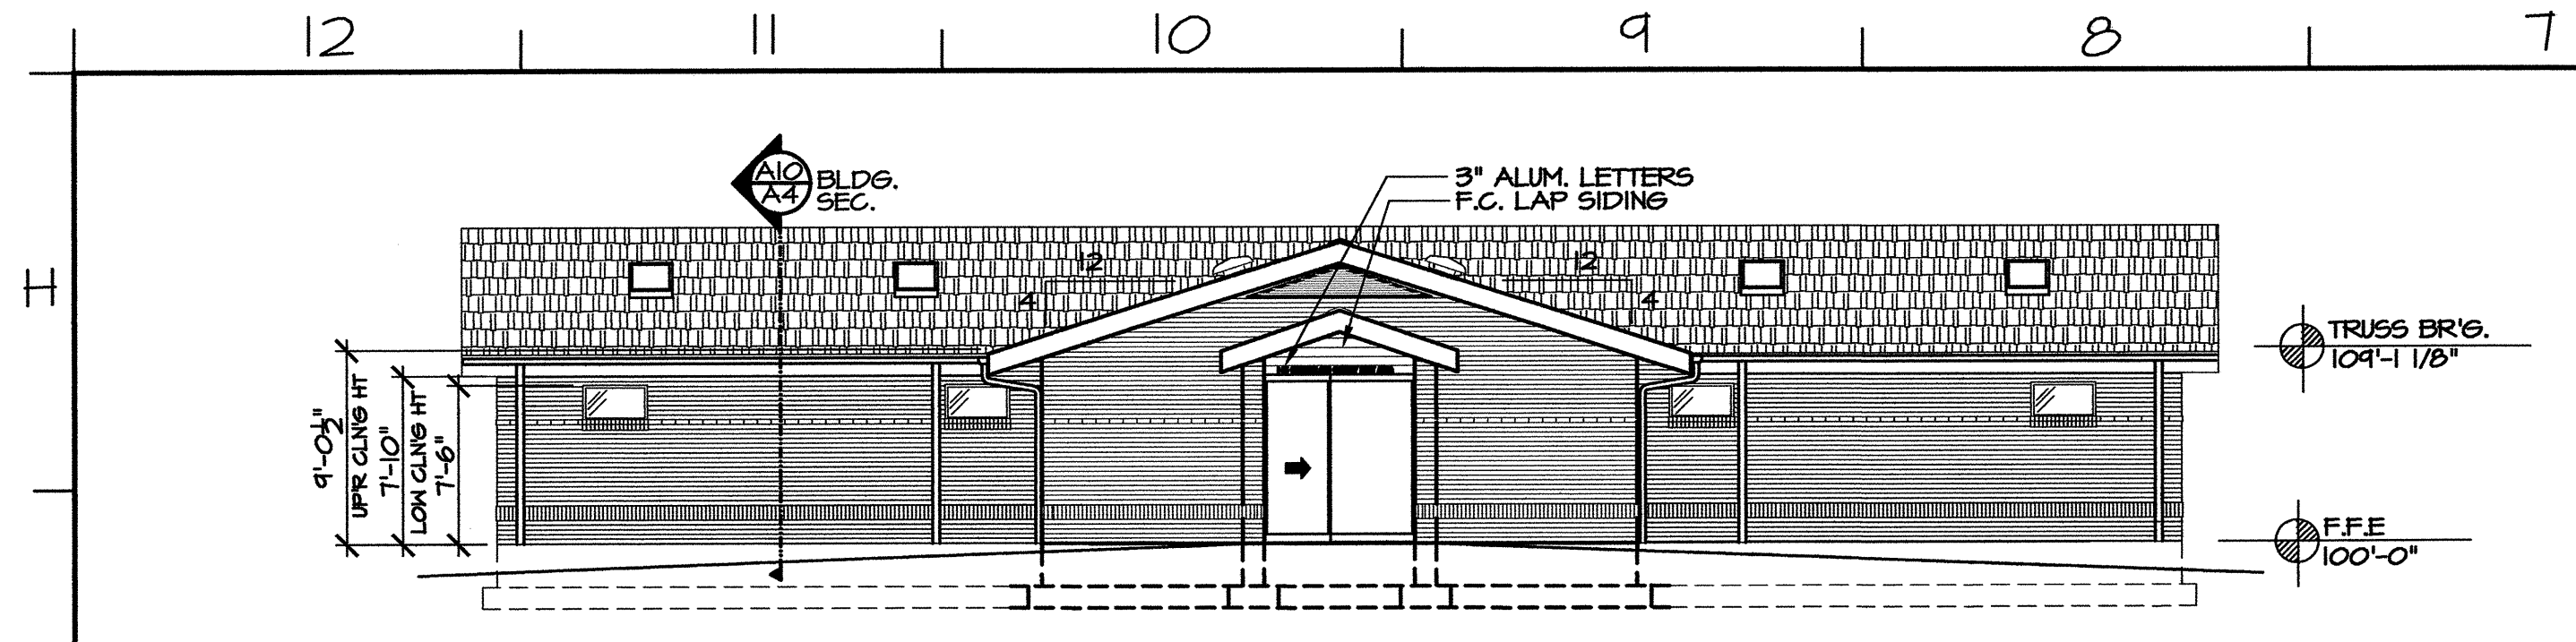 12 11 10 9 8 7
H
A10
A4
BLDG.
SEC.
3" ALUM. LETTERS
F.C. LAP SIDING
12
4
12
4
TRUSS BR'G.
109'-1 1/8"
9'-0 1/2"
UP'R CLN'G HT
7'-10"
LOW CLN'G HT
7'-6"
F.F.E
100'-0"